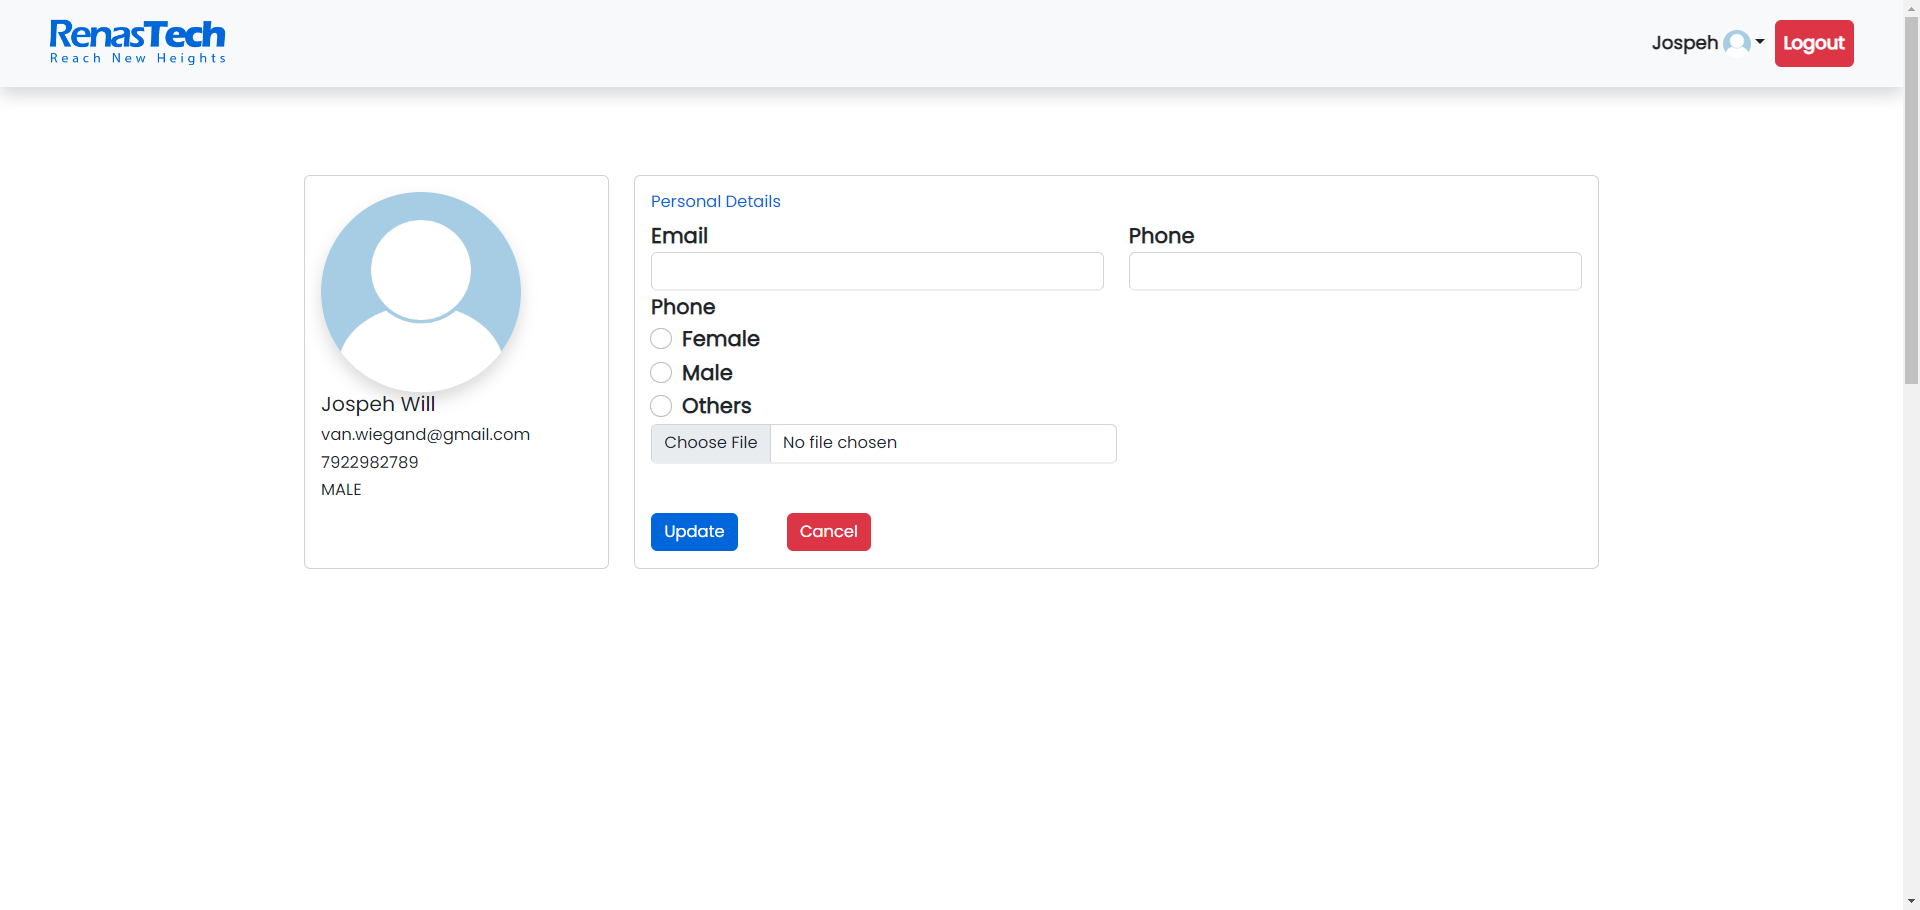 RenasTech
Reach New Heights
Jospeh
Logout
Jospeh Will
van.wiegand@gmail.com
7922982789
MALE
Personal Details
Email
Phone
Phone
Female
Male
Others
Choose File No file chosen
Update
Cancel